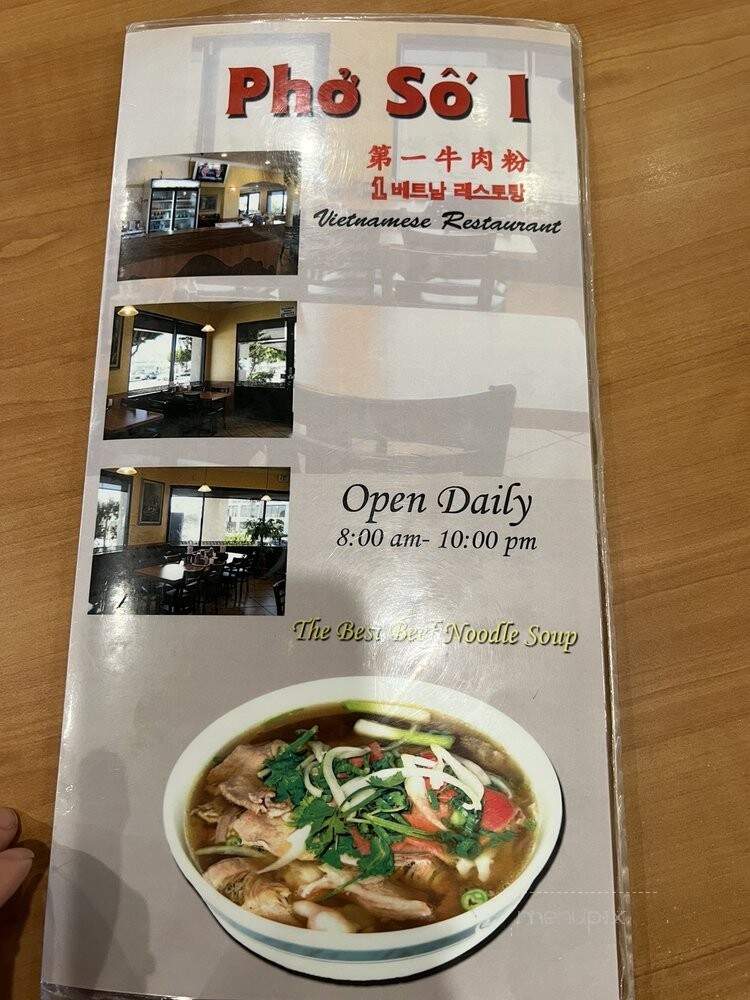 Phở Số 1
第一牛肉粉
1 베트남 레스토랑
Vietnamese Restaurant
Open Daily
8:00 am- 10:00 pm
The Best Beef Noodle Soup
menupix